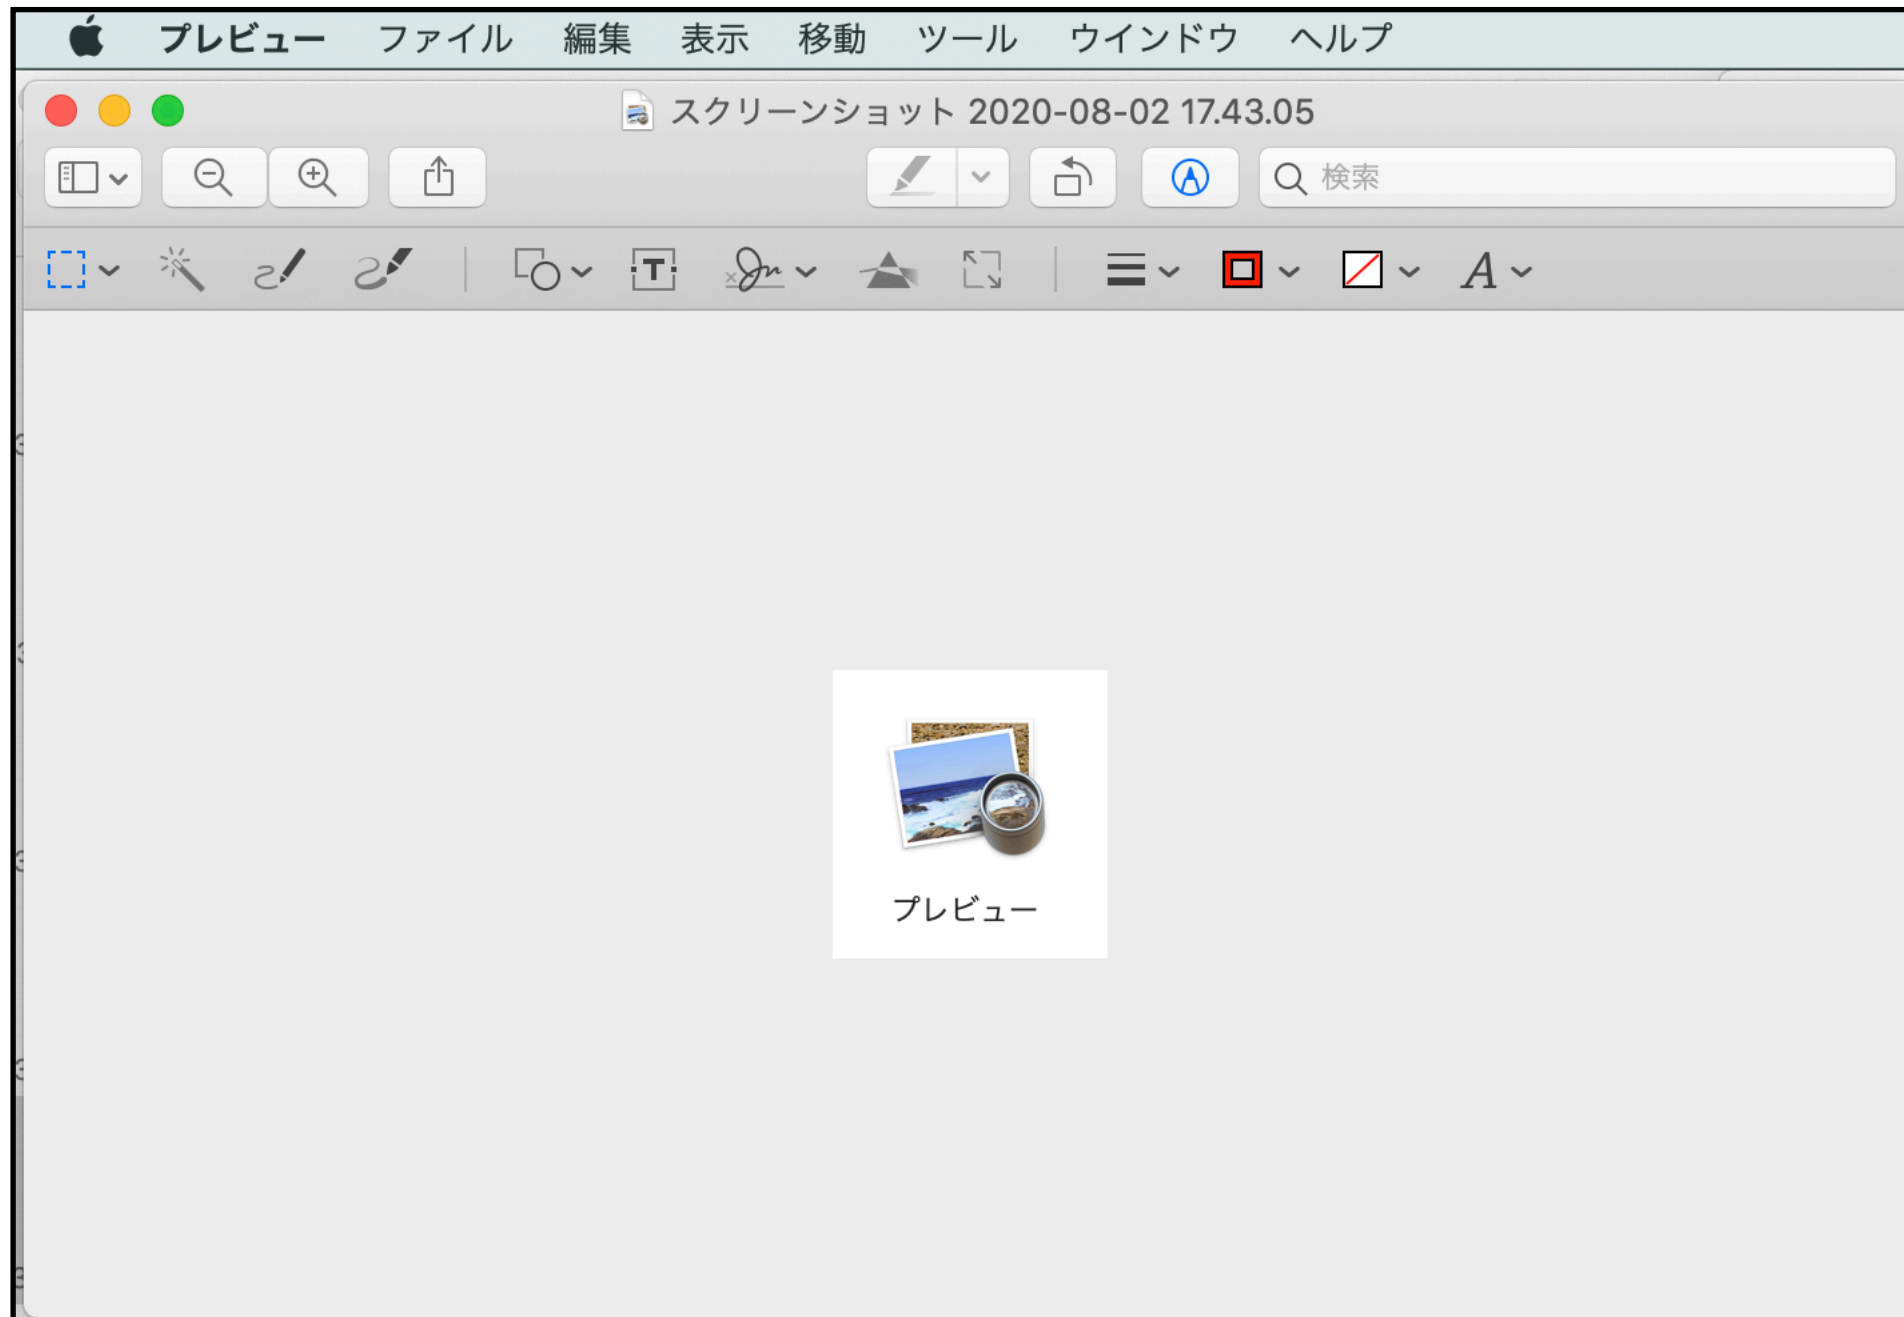 プレビュー ファイル 編集 表示 移動 ツール ウインドウ ヘルプ
スクリーンショット 2020-08-02 17.43.05
検索
T
A
プレビュー